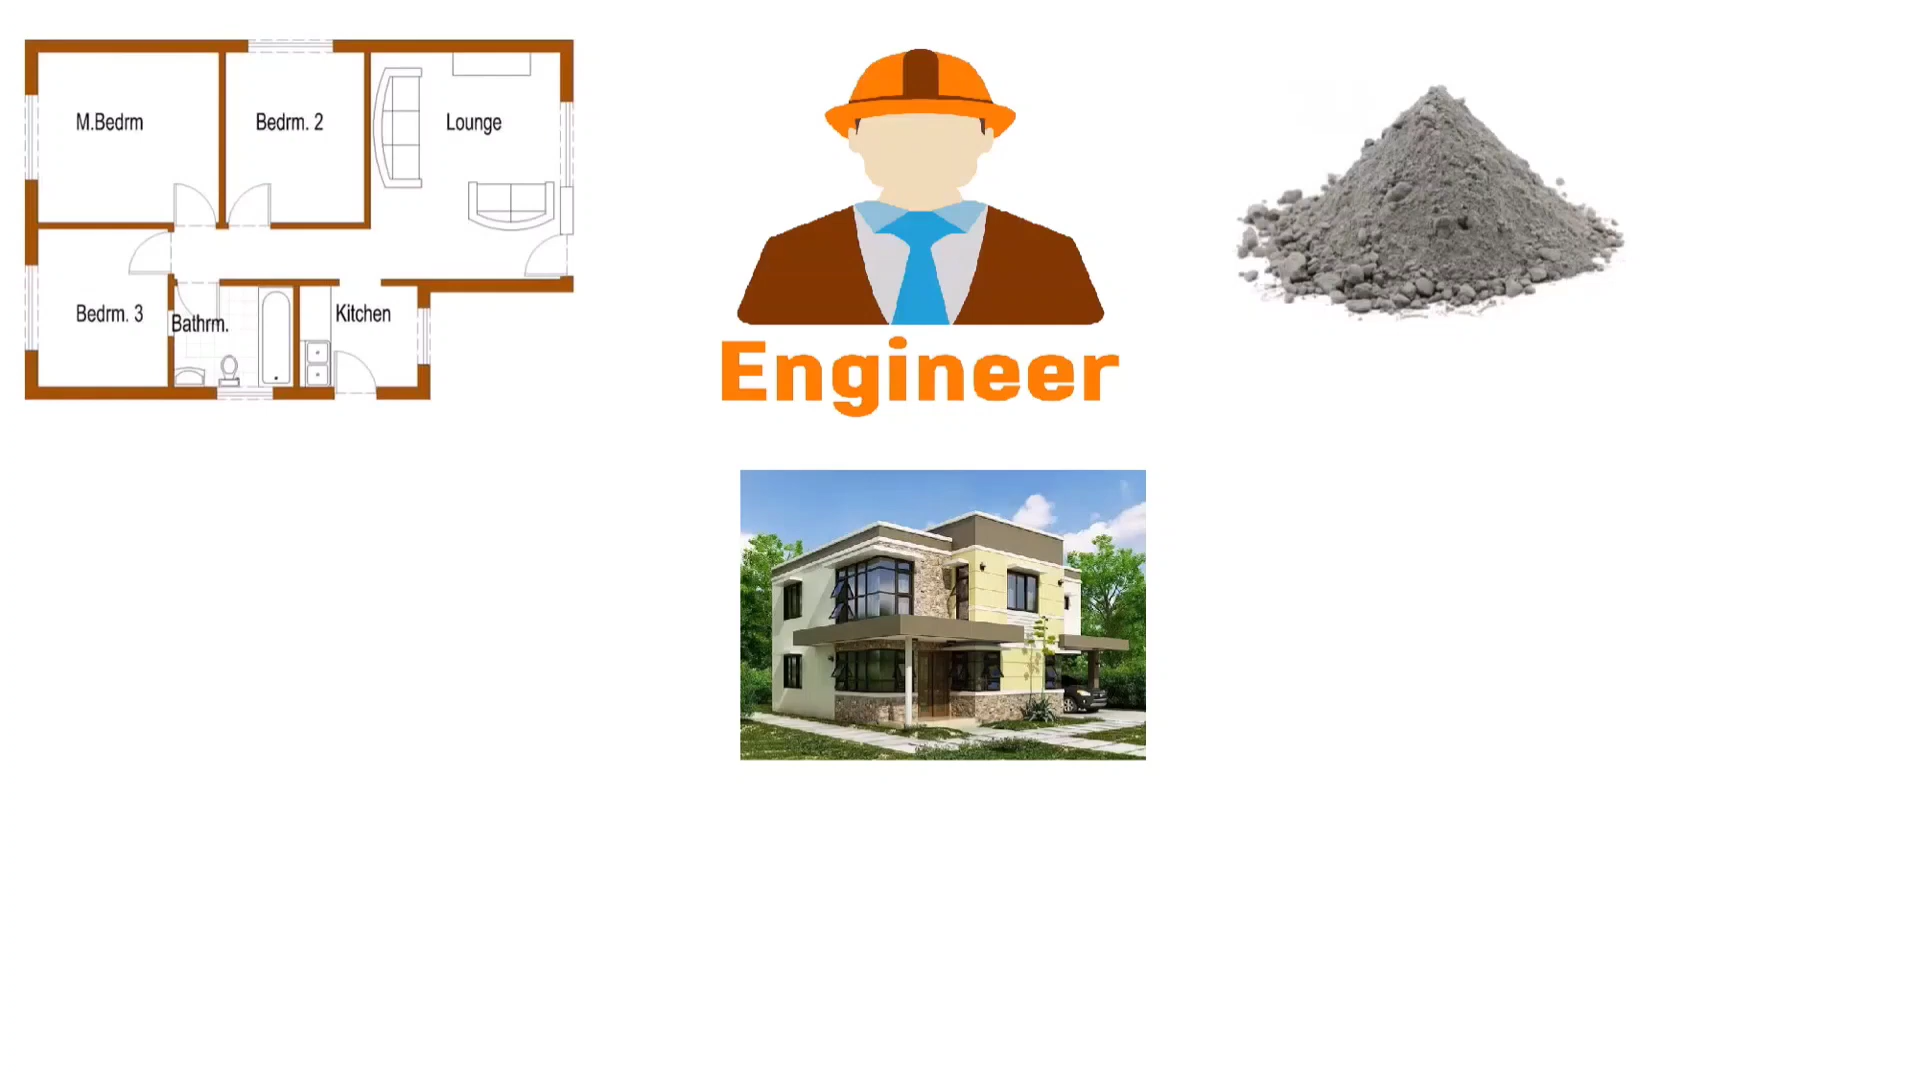 M.Bedrm
Bedrm. 2
Lounge
Bedrm. 3
Bathrm.
Kitchen
Engineer